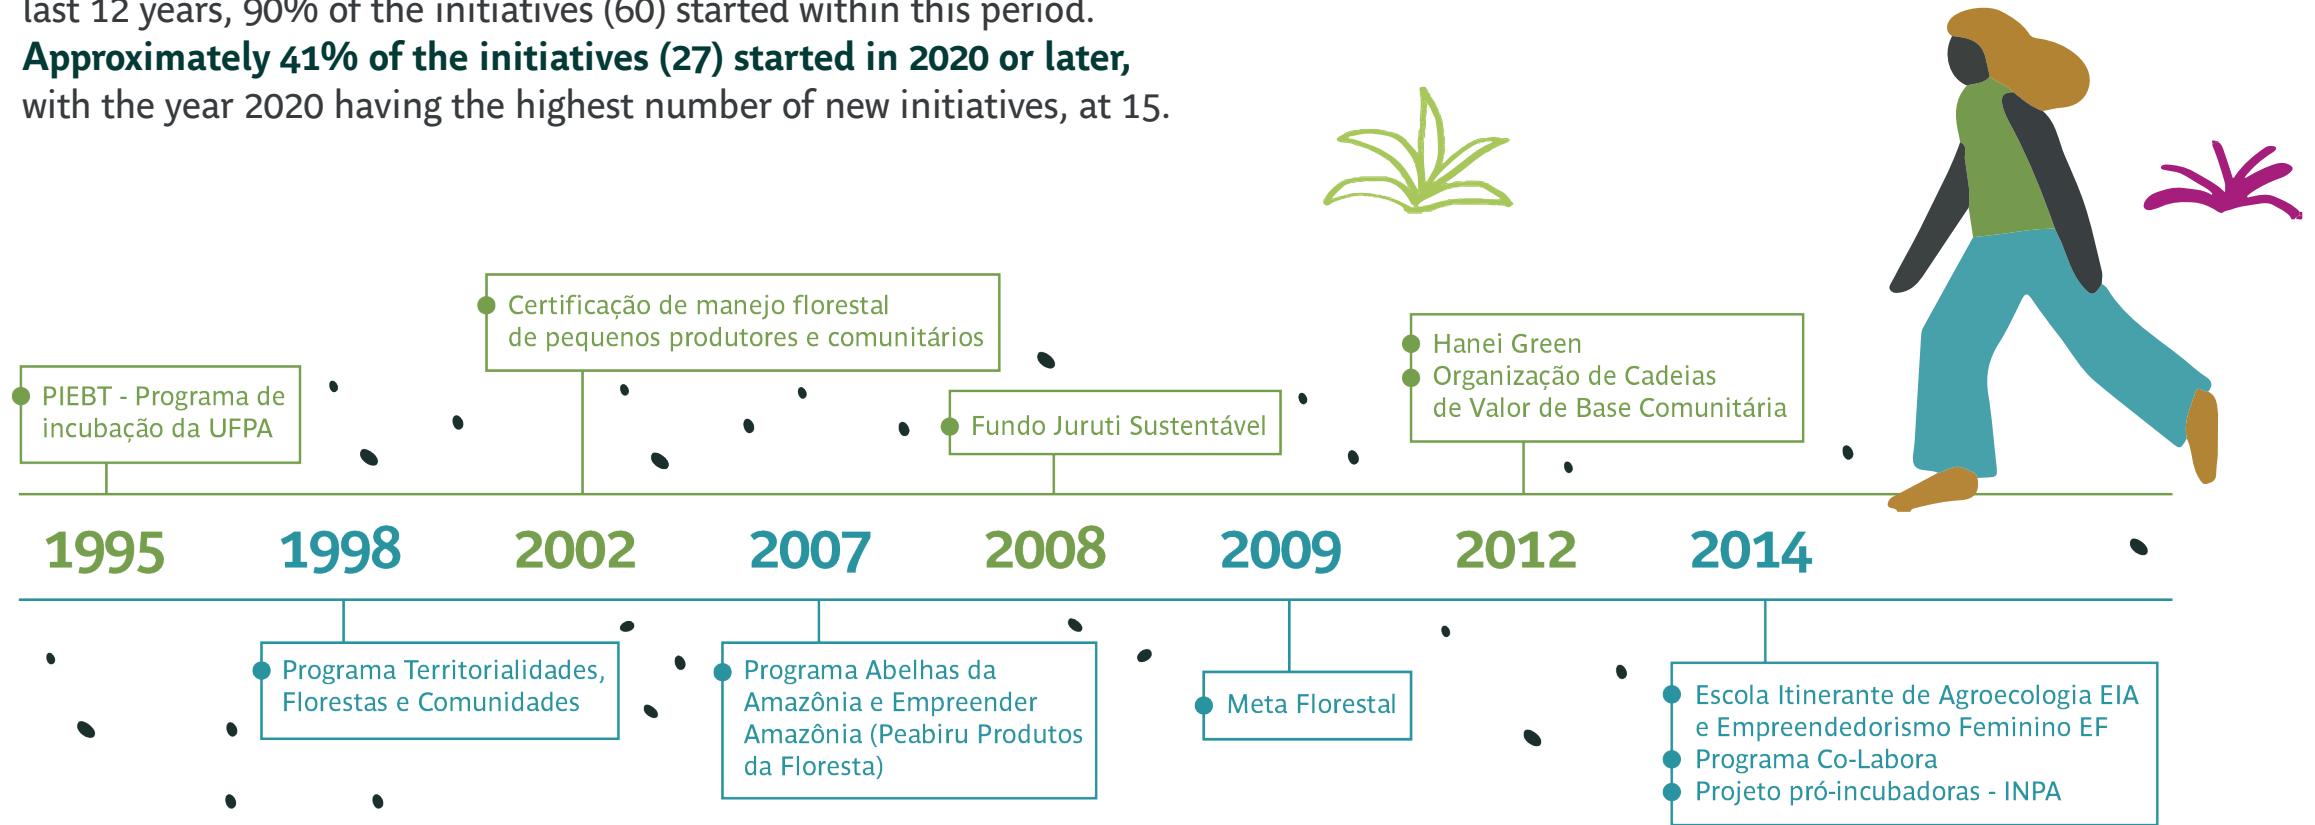 last 12 years, 90% of the initiatives (60) started within this period.
Approximately 41% of the initiatives (27) started in 2020 or later,
with the year 2020 having the highest number of new initiatives, at 15.
Certificação de manejo florestal
de pequenos produtores e comunitários
Hanei Green
Organização de Cadeias
de Valor de Base Comunitária
PIEBT - Programa de
incubação da UFPA
Fundo Juruti Sustentável
1995 1998 2002 2007 2008 2009 2012 2014
Programa Territorialidades,
Florestas e Comunidades
Programa Abelhas da
Amazônia e Empreender
Amazônia (Peabiru Produtos
da Floresta)
Meta Florestal
Escola Itinerante de Agroecologia EIA
e Empreendedorismo Feminino EF
Programa Co-Labora
Projeto pró-incubadoras - INPA